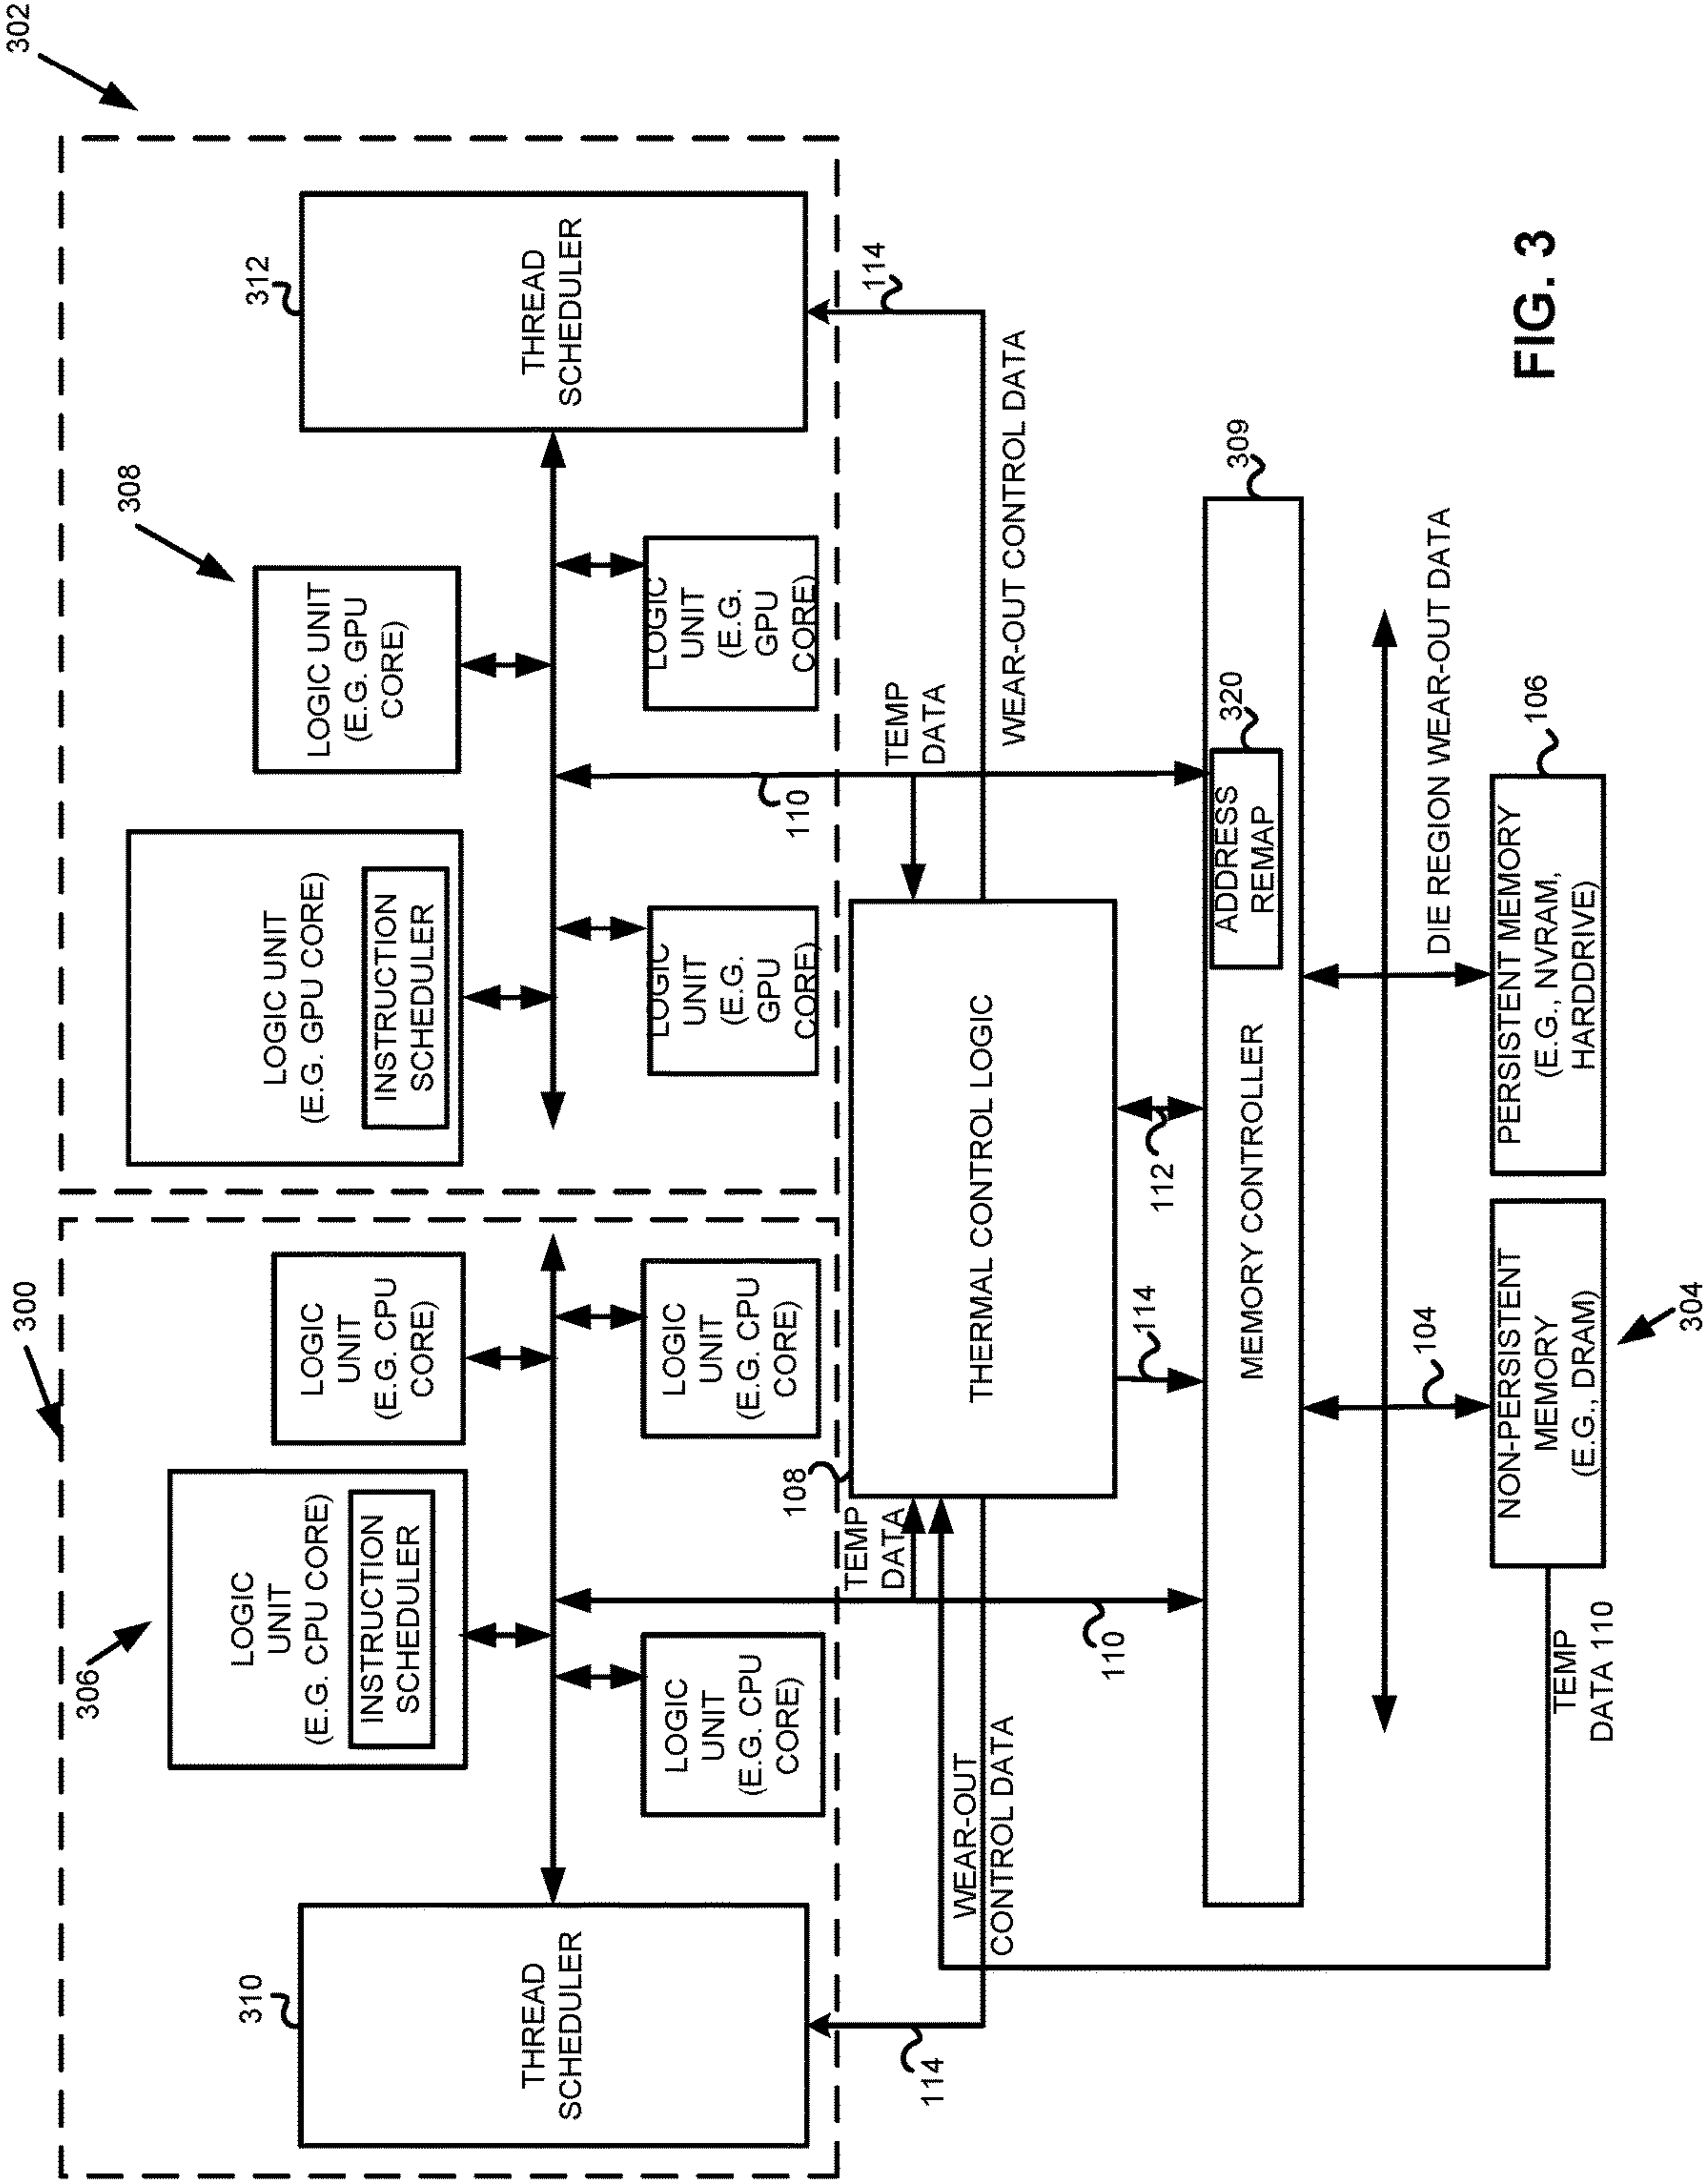 300
302
306
308
310
312
THREAD
SCHEDULER
LOGIC
UNIT
(E.G. CPU CORE)
INSTRUCTION
SCHEDULER
LOGIC
UNIT
(E.G. CPU
CORE)
LOGIC
UNIT
(E.G. CPU
CORE)
LOGIC
UNIT
(E.G. CPU
CORE)
LOGIC UNIT
(E.G. GPU CORE)
INSTRUCTION
SCHEDULER
LOGIC UNIT
(E.G. GPU
CORE)
LOGIC
UNIT
(E.G.
GPU
CORE)
LOGIC
UNIT
(E.G.
GPU
CORE)
THREAD
SCHEDULER
114
WEAR-OUT
CONTROL DATA
TEMP
DATA
108
110
THERMAL CONTROL LOGIC
114
112
110
TEMP
DATA
WEAR-OUT CONTROL DATA
114
MEMORY CONTROLLER
ADDRESS
REMAP
320
309
104
DIE REGION WEAR-OUT DATA
TEMP
DATA 110
NON-PERSISTENT
MEMORY
(E.G., DRAM)
304
PERSISTENT MEMORY
(E.G., NVRAM,
HARDDRIVE)
106
FIG. 3